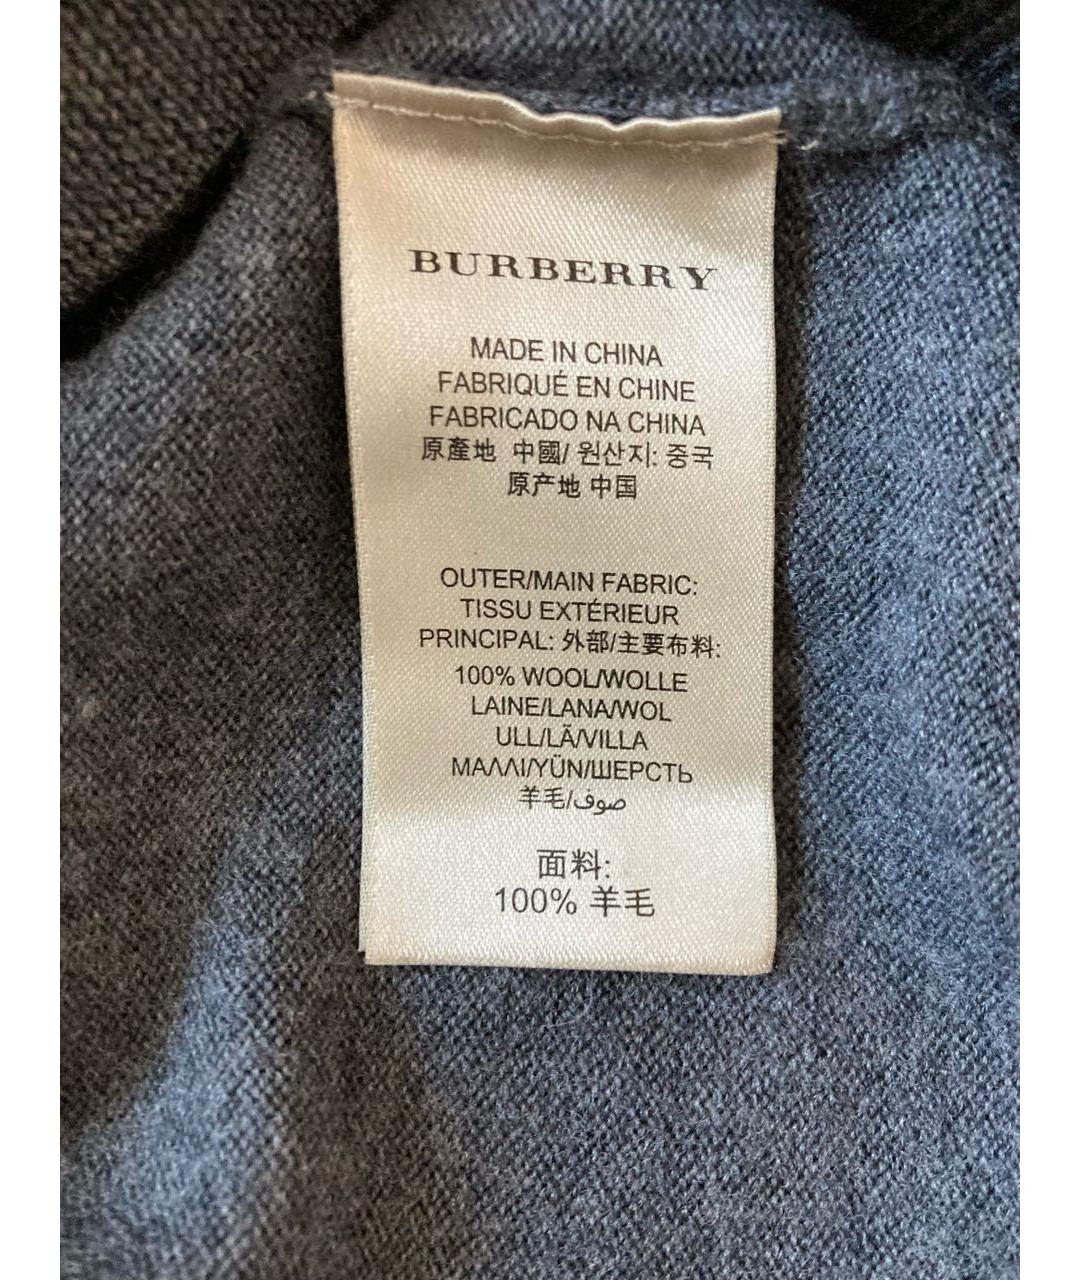 BURBERRY
MADE IN CHINA
FABRIQUÉ EN CHINE
FABRICADO NA CHINA
原產地 中國/ 원산지: 중국
原产地 中国
OUTER/MAIN FABRIC:
TISSU EXTÉRIEUR
PRINCIPAL: 外部/主要布料:
100% WOOL/WOLLE
LAINE/LANA/WOL
ULL/LÃ/VILLA
ΜΑΛΛΙ/YÜN/ШЕРСТЬ
羊毛/صوف
面料:
100% 羊毛